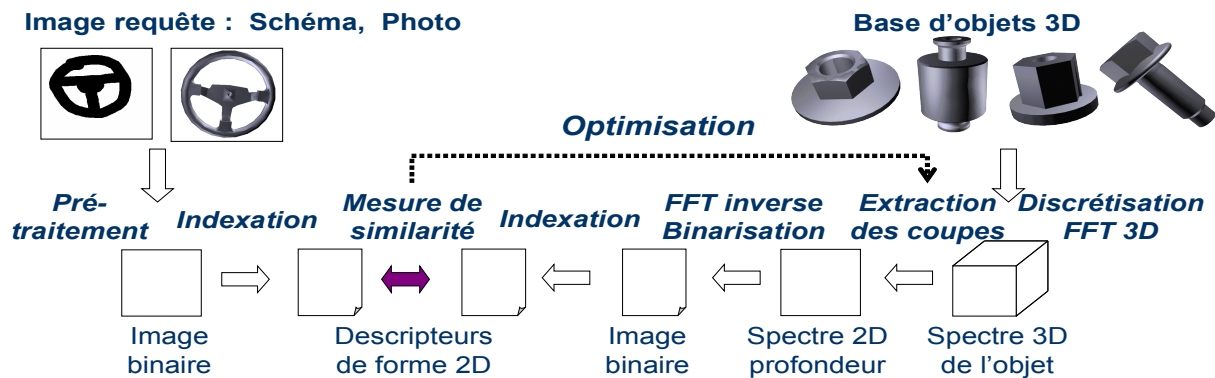 Image requête :  Schéma,  Photo
Base d'objets 3D
Optimisation
Pré-
traitement
Indexation
Mesure de
similarité
Indexation
FFT inverse
Binarisation
Extraction
des coupes
Discrétisation
FFT 3D
Image
binaire
Descripteurs
de forme 2D
Image
binaire
Spectre 2D
profondeur
Spectre 3D
de l'objet